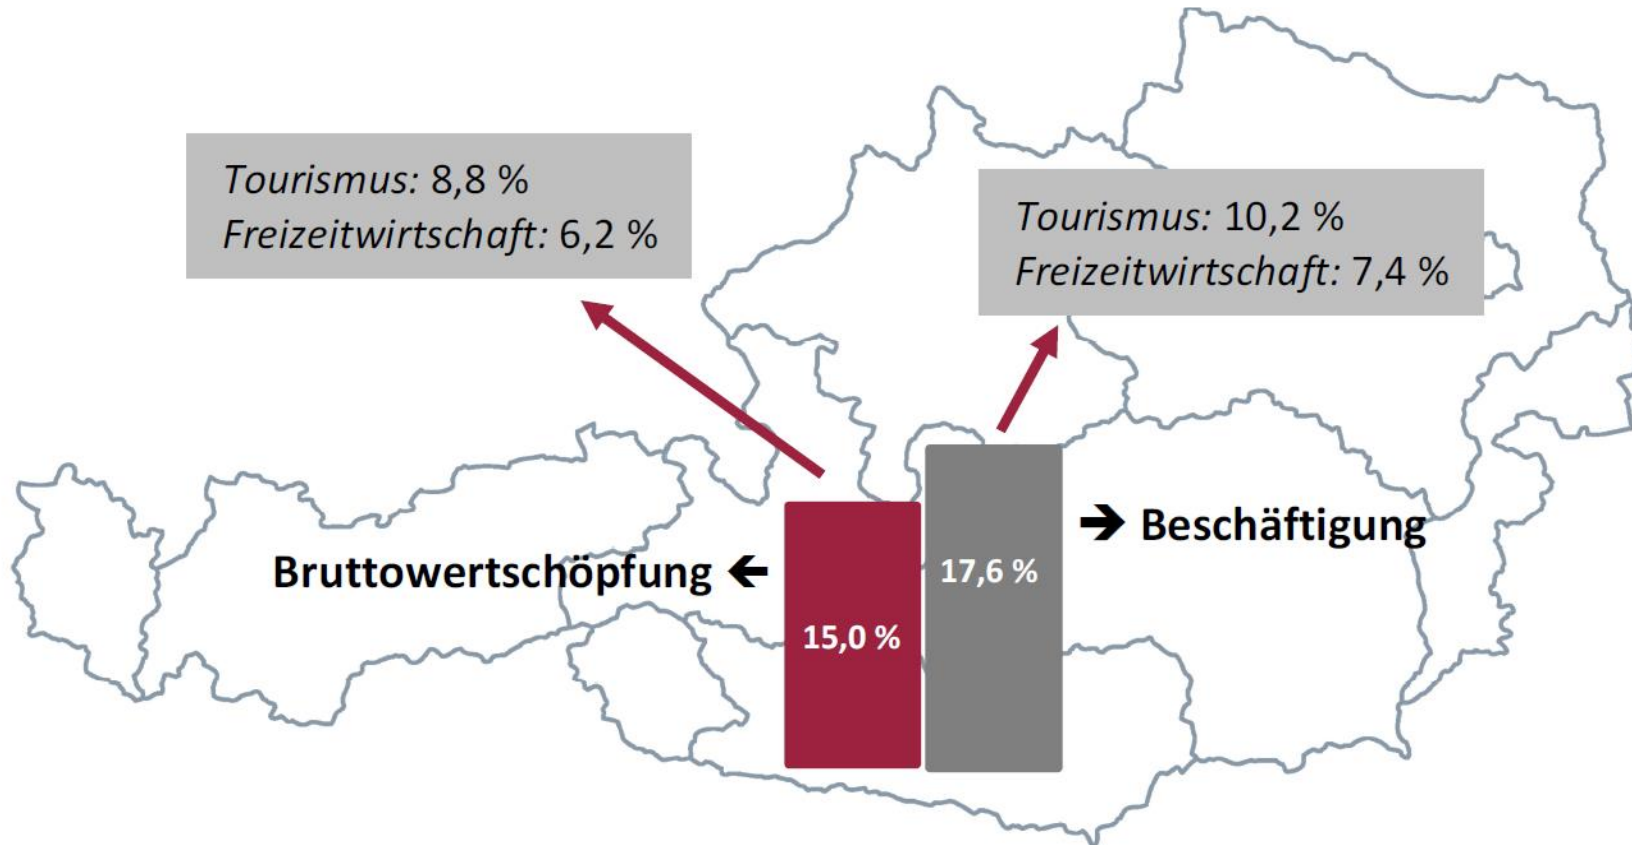 Tourismus: 8,8 %
Freizeitwirtschaft: 6,2 %
Tourismus: 10,2 %
Freizeitwirtschaft: 7,4 %
Bruttowertschöpfung 🡨
🡪 Beschäftigung
15,0 %
17,6 %